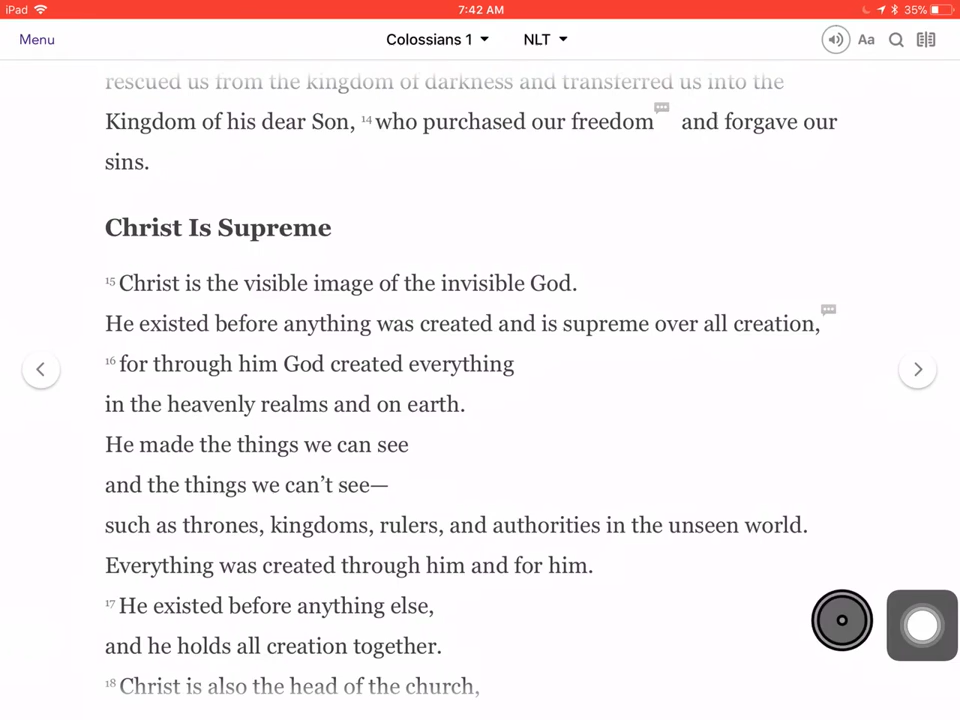 iPad 7:42 AM 35%
Menu Colossians 1 NLT Aa
rescued us from the kingdom of darkness and transferred us into the
Kingdom of his dear Son, 14 who purchased our freedom and forgave our
sins.
Christ Is Supreme
15 Christ is the visible image of the invisible God.
He existed before anything was created and is supreme over all creation,
16 for through him God created everything
in the heavenly realms and on earth.
He made the things we can see
and the things we can’t see—
such as thrones, kingdoms, rulers, and authorities in the unseen world.
Everything was created through him and for him.
17 He existed before anything else,
and he holds all creation together.
18 Christ is also the head of the church,